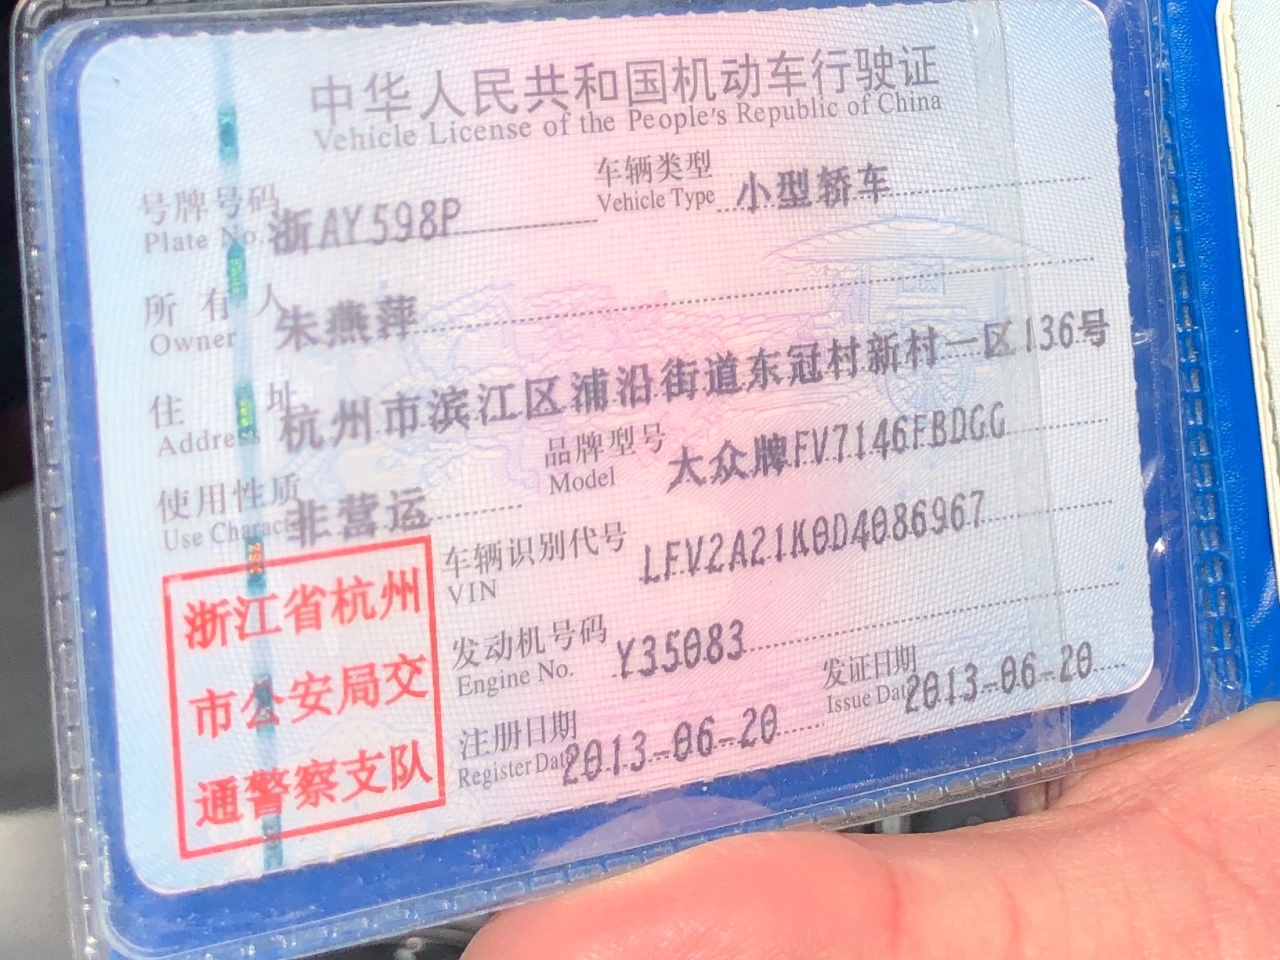 中华人民共和国机动车行驶证
Vehicle License of the People's Republic of China
号牌号码 浙AY598P 车辆类型 小型轿车
Plate No. Vehicle Type
所有人 朱燕萍
Owner
住址 杭州市滨江区浦沿街道东冠村新村一区136号
Address
使用性质 非营运 品牌型号 大众牌FV7146FBDGG
Use Character Model
车辆识别代号 LFV2A21K0D4086967
VIN
发动机号码 Y35083
Engine No.
发证日期 2013-06-20
Issue Date
注册日期 2013-06-20
Register Date
浙江省杭州
市公安局交
通警察支队